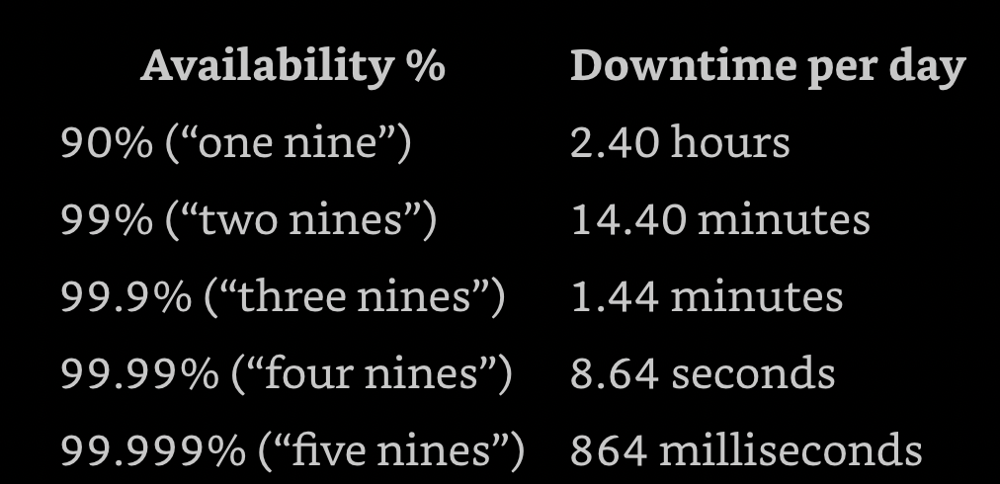 Availability % Downtime per day
90% (“one nine”) 2.40 hours
99% (“two nines”) 14.40 minutes
99.9% (“three nines”) 1.44 minutes
99.99% (“four nines”) 8.64 seconds
99.999% (“five nines”) 864 milliseconds